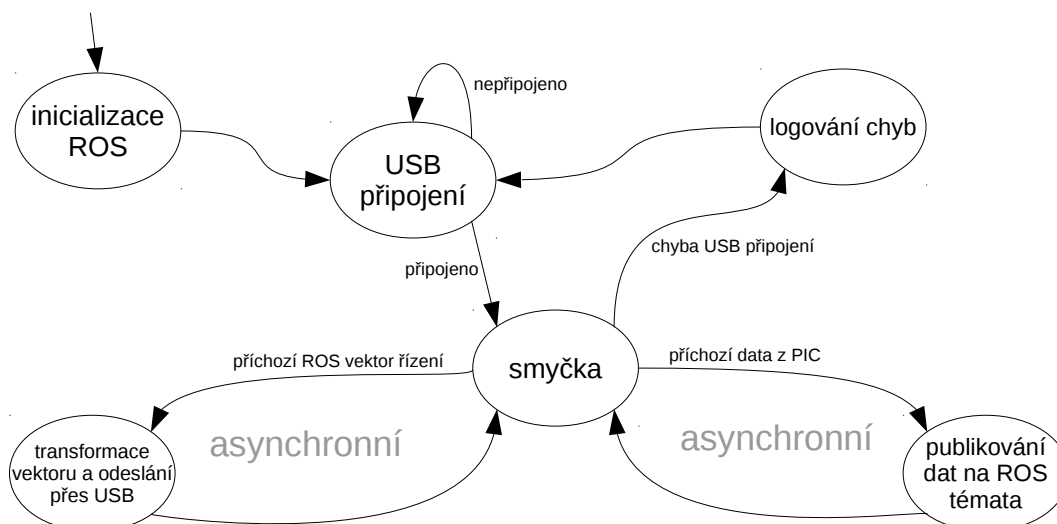 inicializace
ROS
nepřipojeno
USB
připojení
logování chyb
připojeno
chyba USB připojení
příchozí ROS vektor řízení
smyčka
příchozí data z PIC
transformace
vektoru a odeslání
přes USB
asynchronní
asynchronní
publikování
dat na ROS
témata